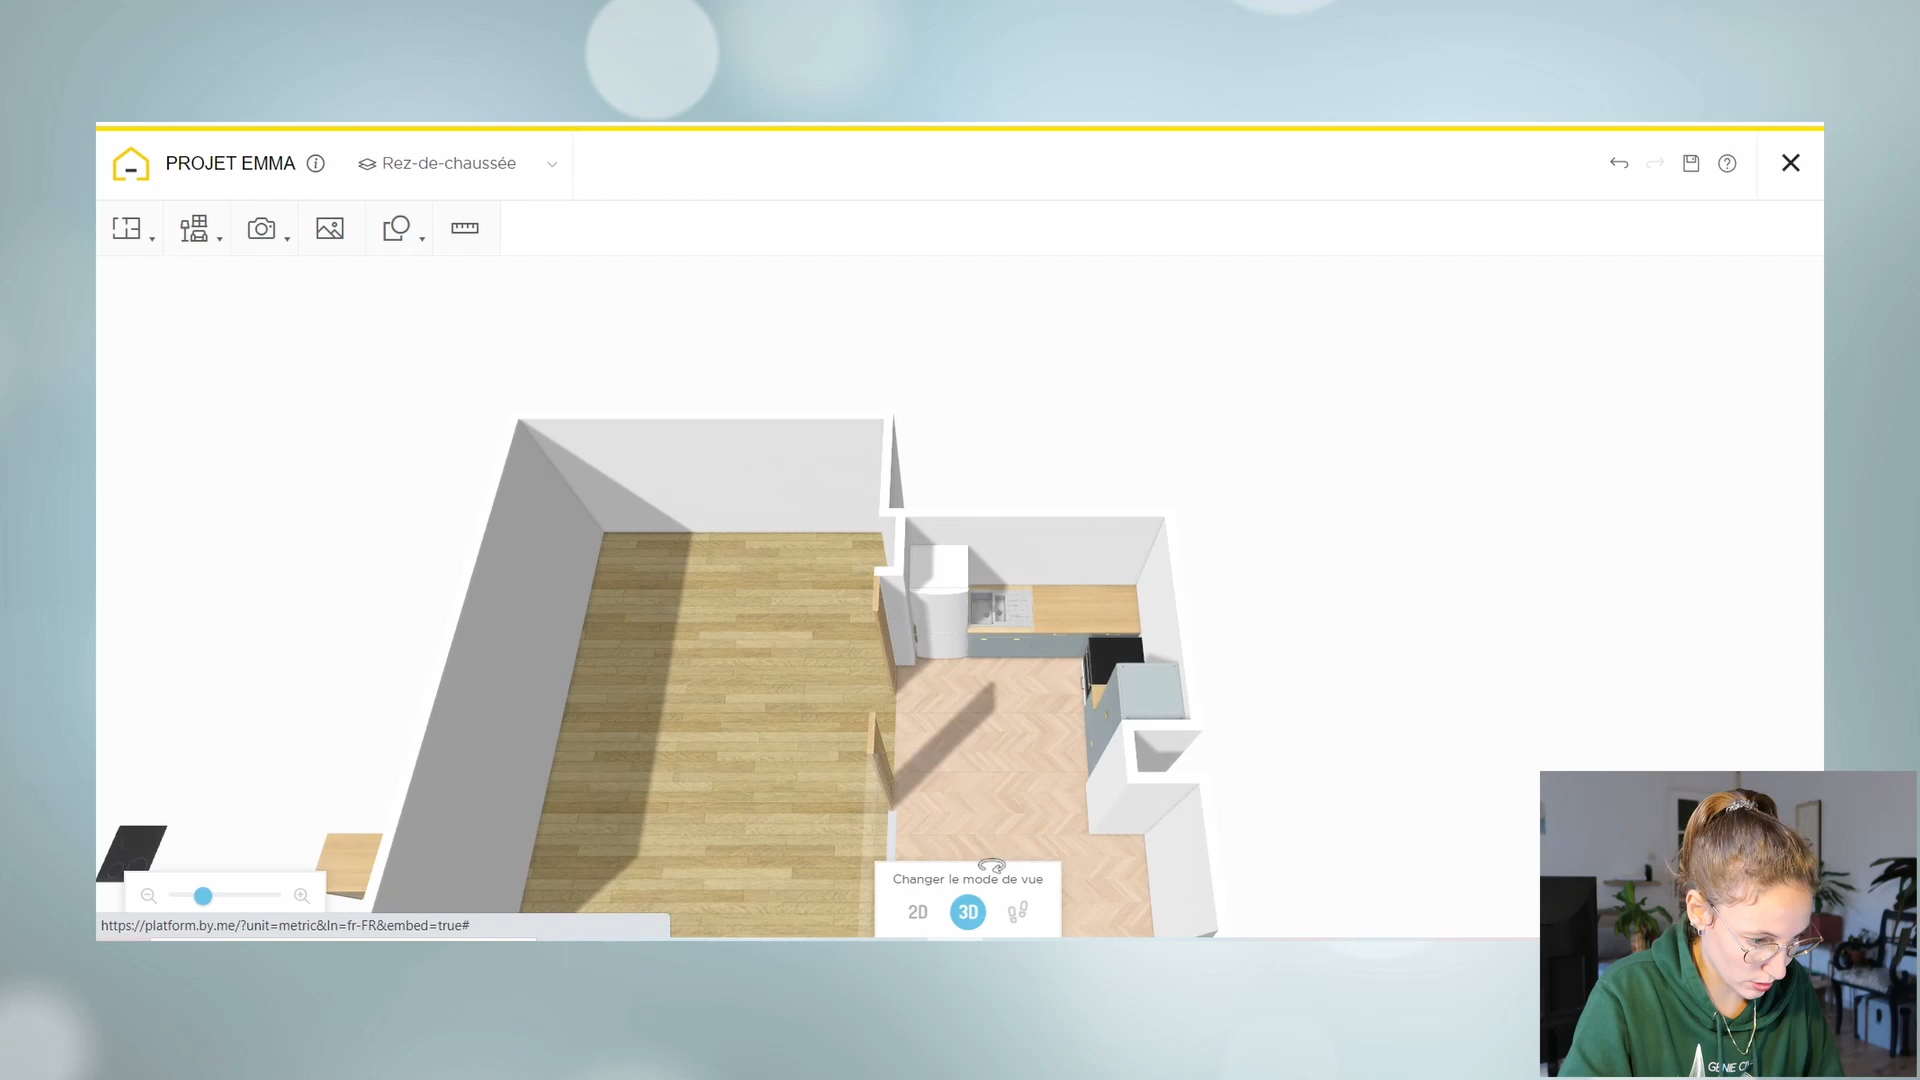 PROJET EMMA
Rez-de-chaussée
Changer le mode de vue
2D 3D
https://platform.by.me/?unit=metric&ln=fr-FR&embed=true#